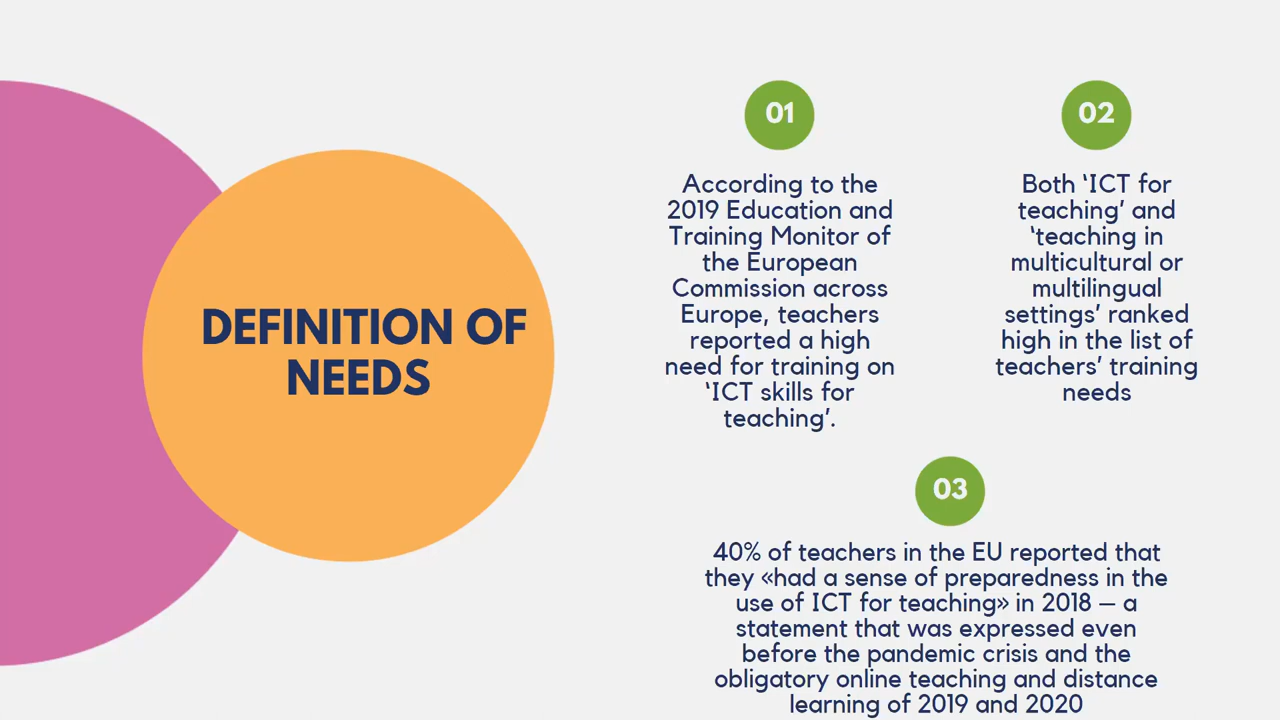 DEFINITION OF
NEEDS
01
According to the
2019 Education and
Training Monitor of
the European
Commission across
Europe, teachers
reported a high
need for training on
‘ICT skills for
teaching’.
02
Both ‘ICT for
teaching’ and
‘teaching in
multicultural or
multilingual
settings’ ranked
high in the list of
teachers’ training
needs
03
40% of teachers in the EU reported that
they «had a sense of preparedness in the
use of ICT for teaching» in 2018 – a
statement that was expressed even
before the pandemic crisis and the
obligatory online teaching and distance
learning of 2019 and 2020